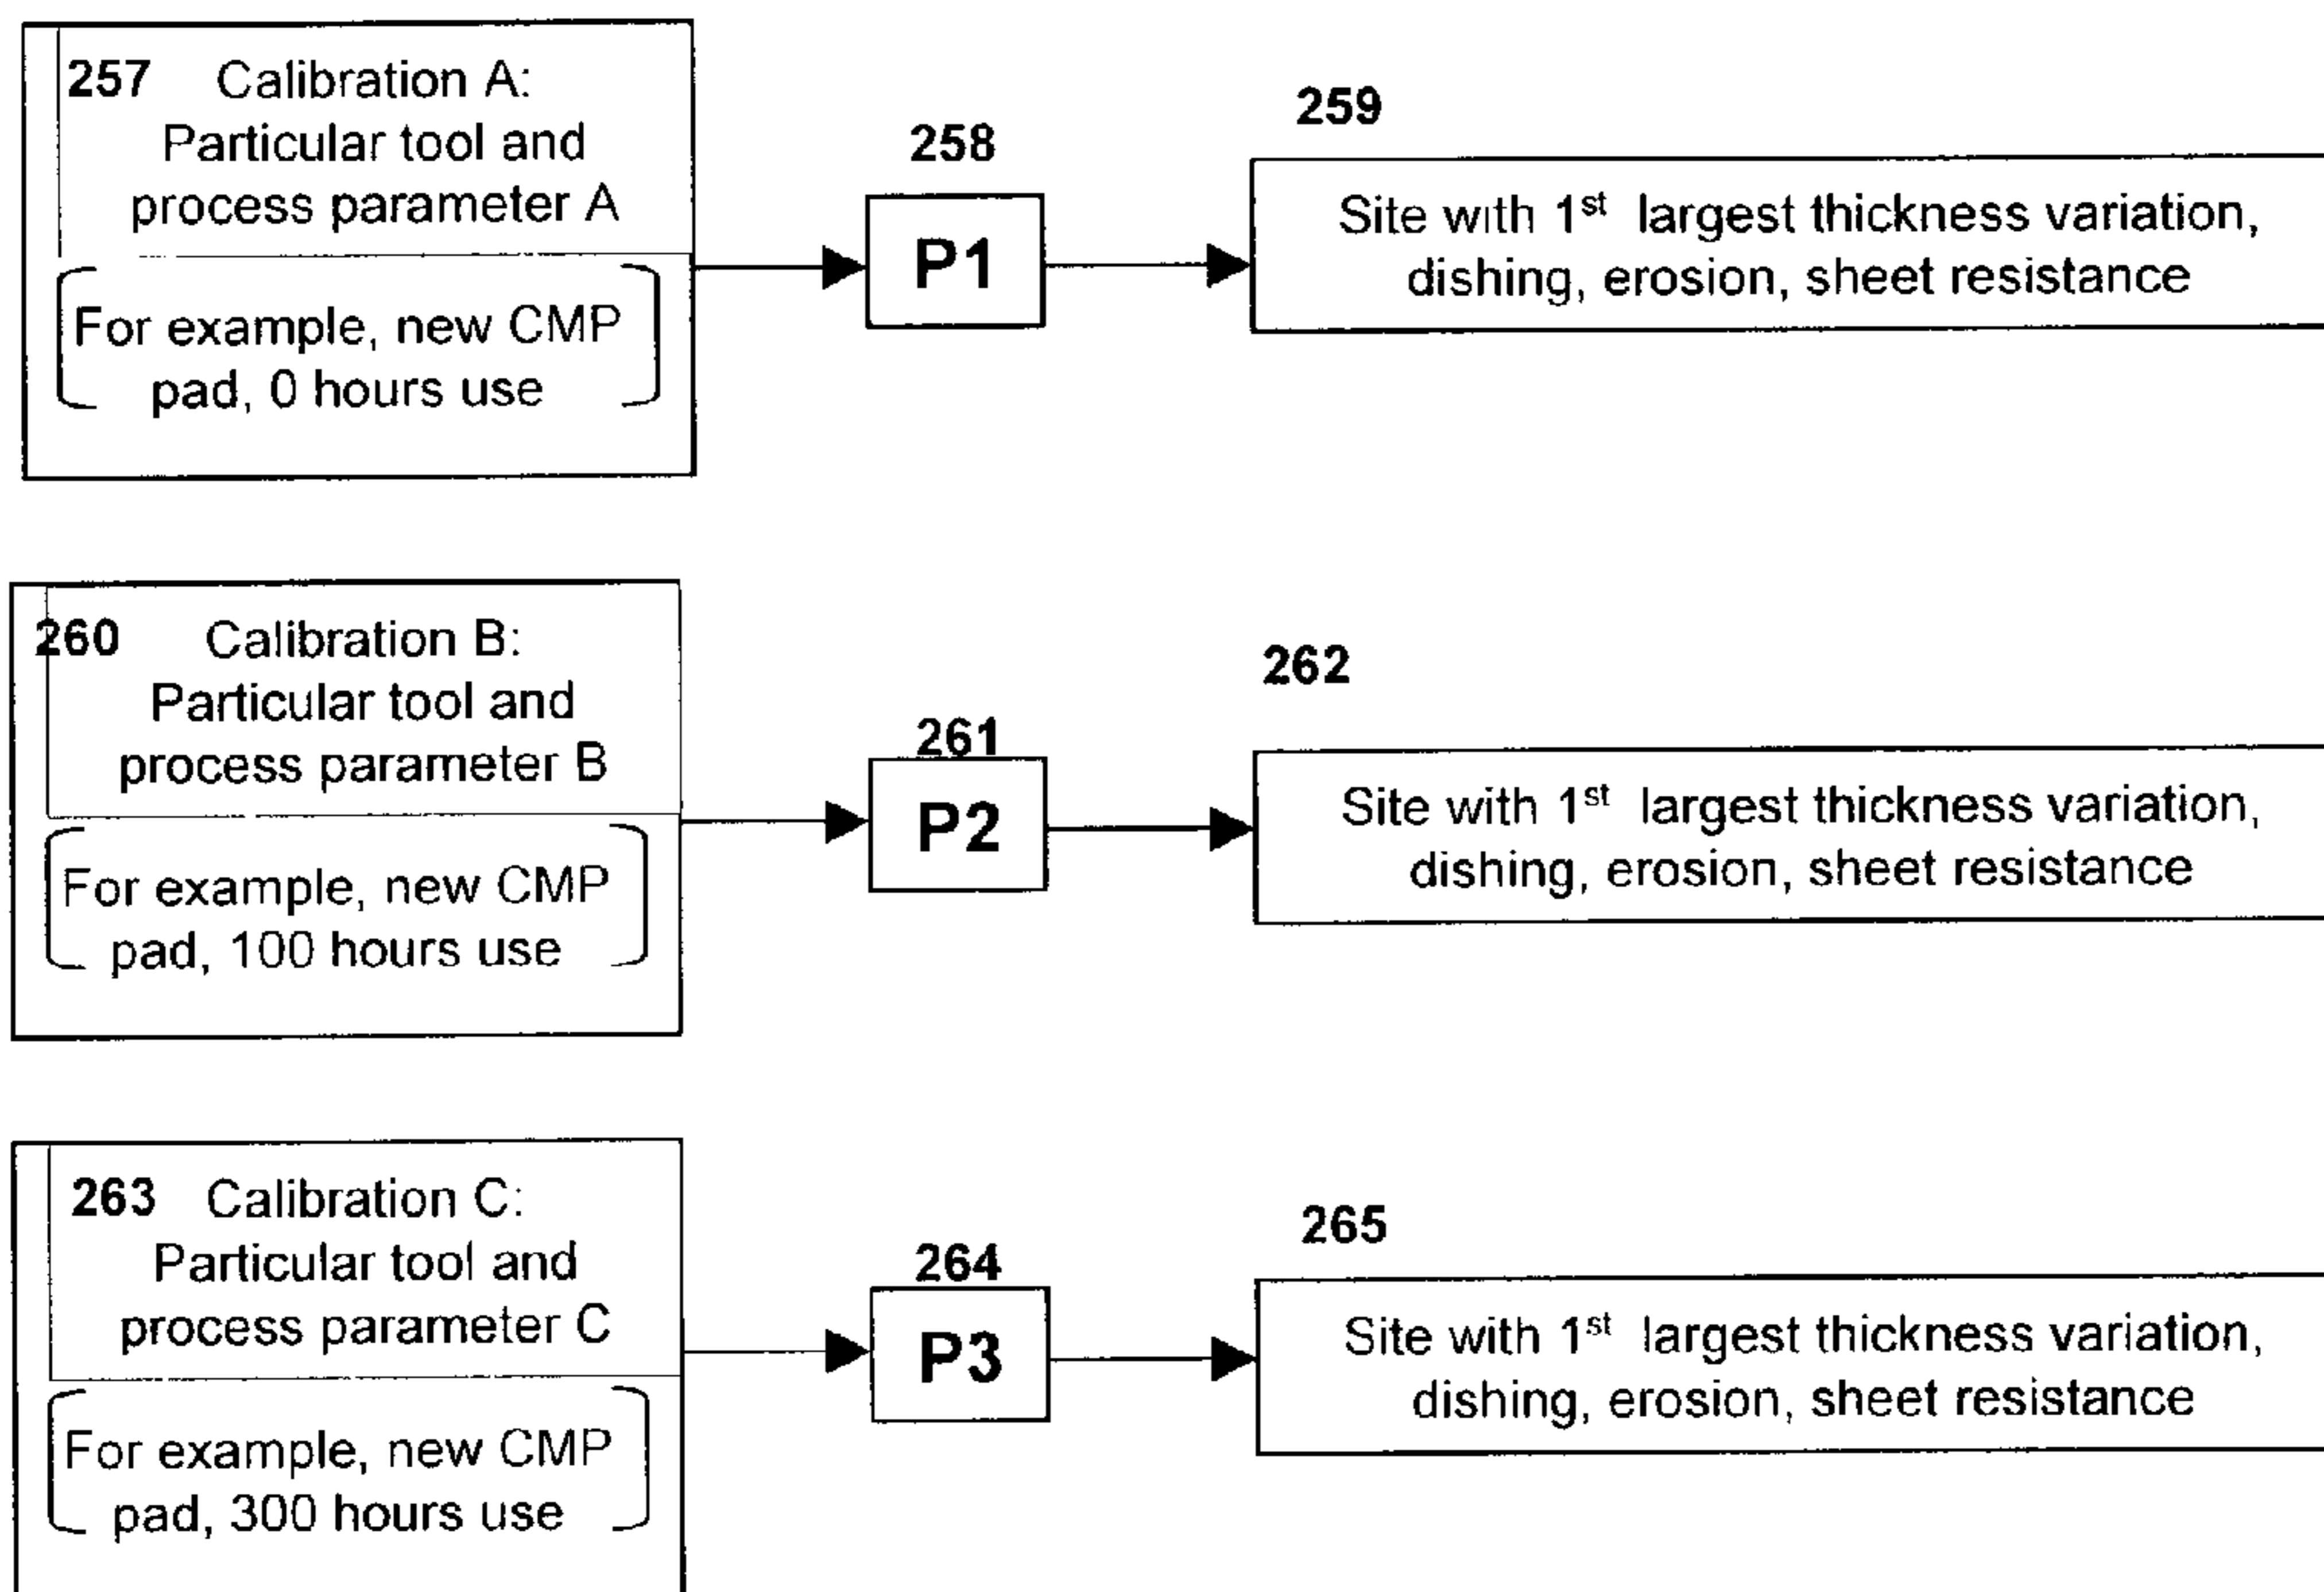 257 Calibration A:
Particular tool and
process parameter A
For example, new CMP
pad, 0 hours use
258
P1
259
Site with 1st largest thickness variation,
dishing, erosion, sheet resistance
260 Calibration B:
Particular tool and
process parameter B
For example, new CMP
pad, 100 hours use
261
P2
262
Site with 1st largest thickness variation,
dishing, erosion, sheet resistance
263 Calibration C:
Particular tool and
process parameter C
For example, new CMP
pad, 300 hours use
264
P3
265
Site with 1st largest thickness variation,
dishing, erosion, sheet resistance